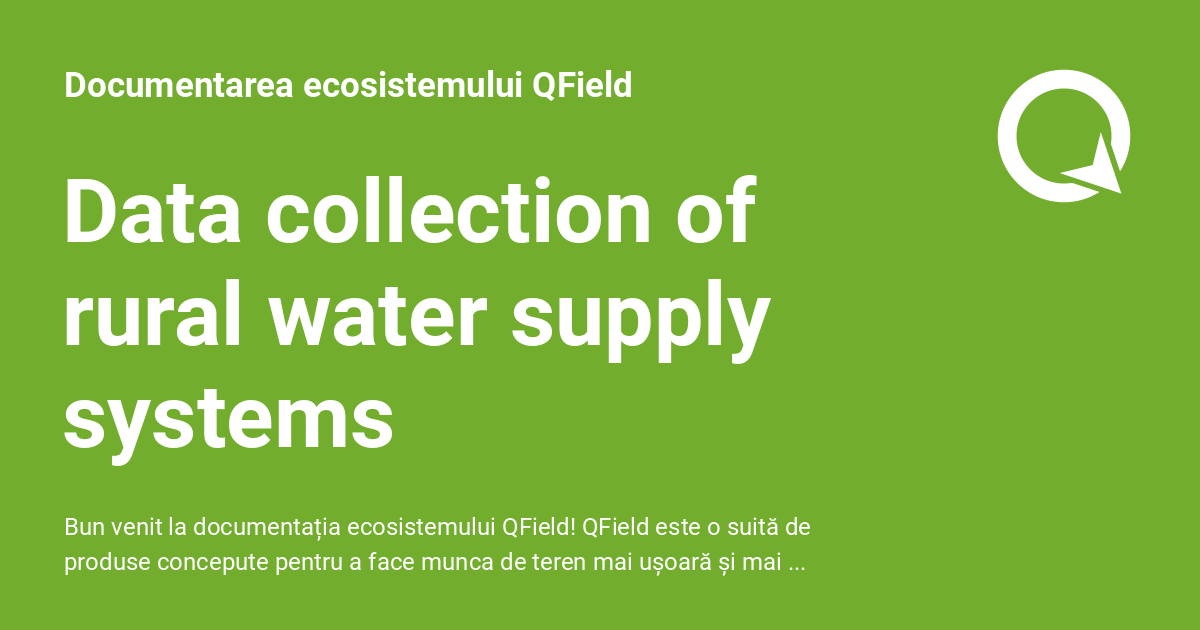 Documentarea ecosistemului QField
Data collection of
rural water supply
systems
Bun venit la documentația ecosistemului QField! QField este o suită de
produse concepute pentru a face munca de teren mai ușoară și mai ...